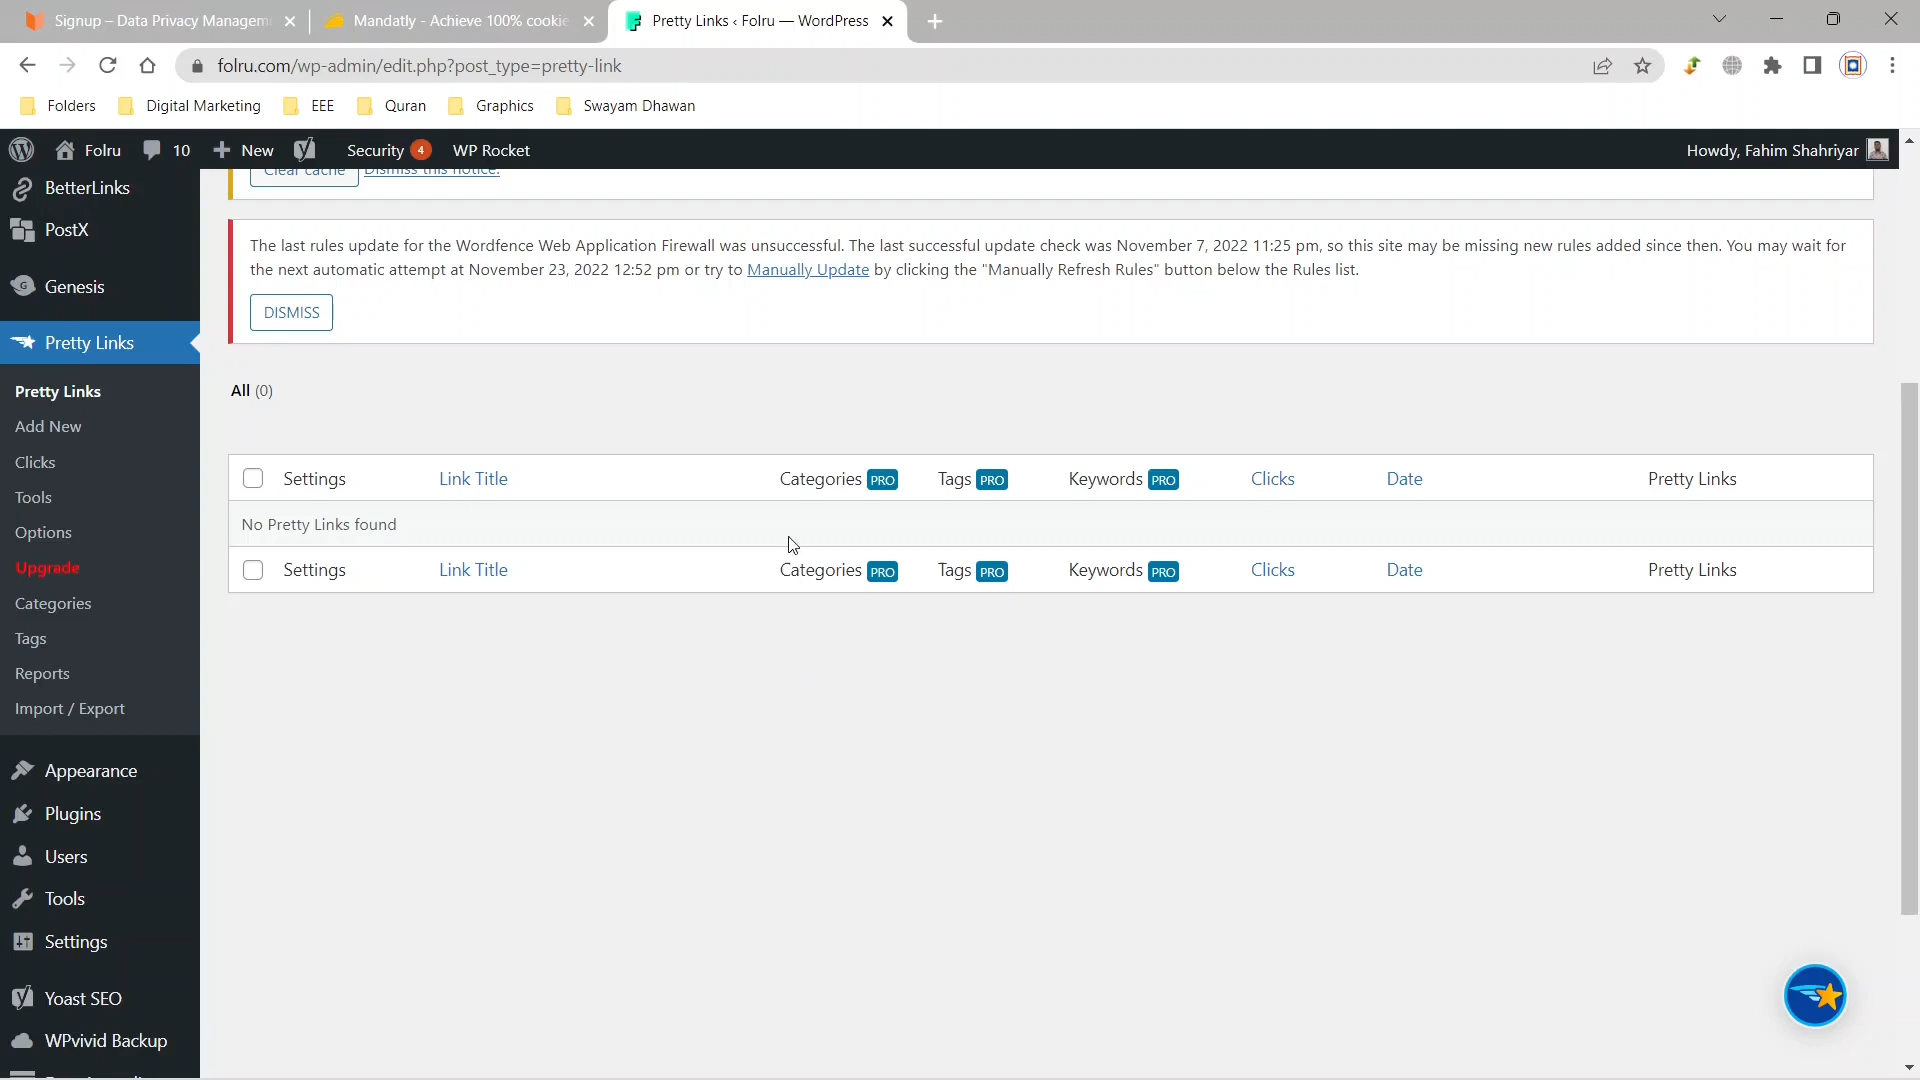 Signup – Data Privacy Managem
Mandatly - Achieve 100% cookie
Pretty Links ‹ Folru — WordPress
folru.com/wp-admin/edit.php?post_type=pretty-link
Folders
Digital Marketing
EEE
Quran
Graphics
Swayam Dhawan
Folru
10
New
Security 4
WP Rocket
Howdy, Fahim Shahriyar
BetterLinks
PostX
Genesis
Pretty Links
Pretty Links
Add New
Clicks
Tools
Options
Upgrade
Categories
Tags
Reports
Import / Export
Appearance
Plugins
Users
Tools
Settings
Yoast SEO
WPvivid Backup
Clear cache Dismiss this notice.
The last rules update for the Wordfence Web Application Firewall was unsuccessful. The last successful update check was November 7, 2022 11:25 pm, so this site may be missing new rules added since then. You may wait for
the next automatic attempt at November 23, 2022 12:52 pm or try to Manually Update by clicking the "Manually Refresh Rules" button below the Rules list.
DISMISS
All (0)
Settings Link Title Categories PRO Tags PRO Keywords PRO Clicks Date Pretty Links
No Pretty Links found
Settings Link Title Categories PRO Tags PRO Keywords PRO Clicks Date Pretty Links